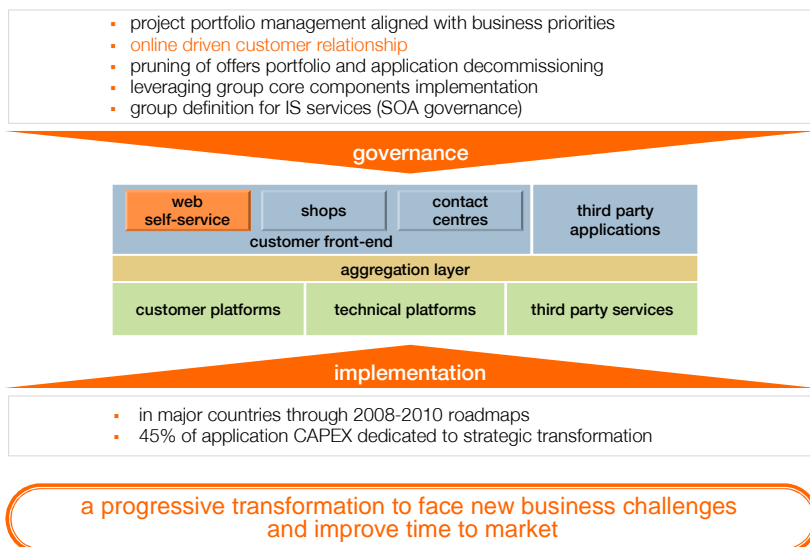 project portfolio management aligned with business priorities
online driven customer relationship
pruning of offers portfolio and application decommissioning
leveraging group core components implementation
group definition for IS services (SOA governance)
governance
web
self-service
shops
contact
centres
customer front-end
third party
applications
aggregation layer
customer platforms
technical platforms
third party services
implementation
in major countries through 2008-2010 roadmaps
45% of application CAPEX dedicated to strategic transformation
a progressive transformation to face new business challenges
and improve time to market